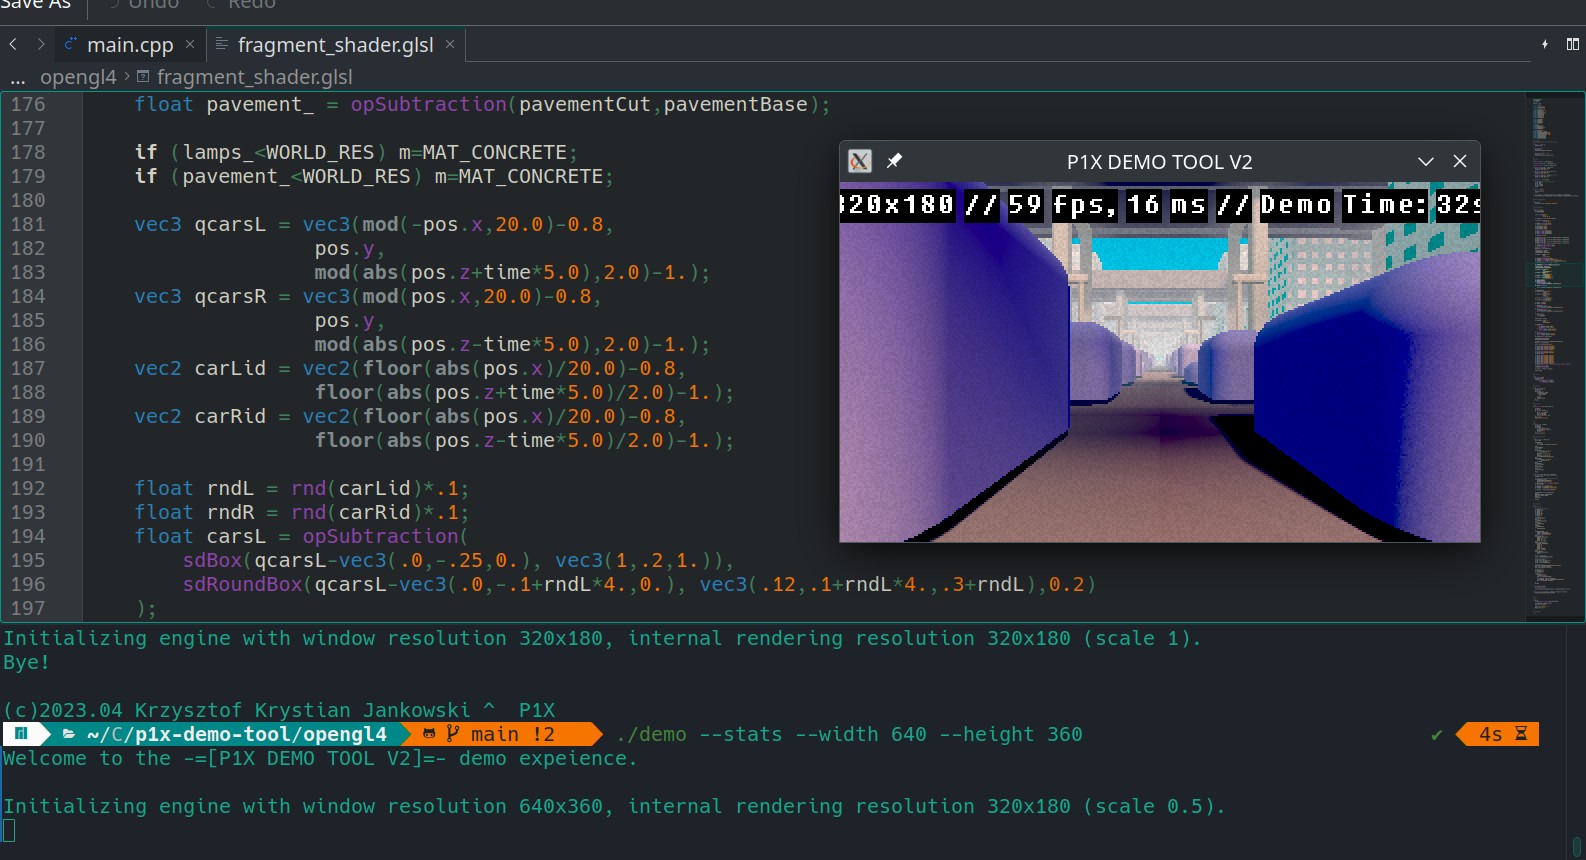 Save As Undo Redo
main.cpp fragment_shader.glsl
... opengl4 > fragment_shader.glsl
176 float pavement_ = opSubtraction(pavementCut,pavementBase);
177
178 if (lamps_<WORLD_RES) m=MAT_CONCRETE;
179 if (pavement_<WORLD_RES) m=MAT_CONCRETE;
180
181 vec3 qcarsL = vec3(mod(-pos.x,20.0)-0.8,
182 pos.y,
183 mod(abs(pos.z+time*5.0),2.0)-1.);
184 vec3 qcarsR = vec3(mod(pos.x,20.0)-0.8,
185 pos.y,
186 mod(abs(pos.z-time*5.0),2.0)-1.);
187 vec2 carLid = vec2(floor(abs(pos.x)/20.0)-0.8,
188 floor(abs(pos.z+time*5.0)/2.0)-1.);
189 vec2 carRid = vec2(floor(abs(pos.x)/20.0)-0.8,
190 floor(abs(pos.z-time*5.0)/2.0)-1.);
191
192 float rndL = rnd(carLid)*.1;
193 float rndR = rnd(carRid)*.1;
194 float carsL = opSubtraction(
195 sdBox(qcarsL-vec3(.0,-.25,0.), vec3(1,.2,1.)),
196 sdRoundBox(qcarsL-vec3(.0,-.1+rndL*4.,0.), vec3(.12,.1+rndL*4.,.3+rndL),0.2)
197 );
P1X DEMO TOOL V2
320x180 // 59 fps, 16 ms // Demo Time: 32s
Initializing engine with window resolution 320x180, internal rendering resolution 320x180 (scale 1).
Bye!
(c)2023.04 Krzysztof Krystian Jankowski ^ P1X
~/C/p1x-demo-tool/opengl4 main !2 ./demo --stats --width 640 --height 360 ✔ 4s
Welcome to the -=[P1X DEMO TOOL V2]=- demo expeience.
Initializing engine with window resolution 640x360, internal rendering resolution 320x180 (scale 0.5).